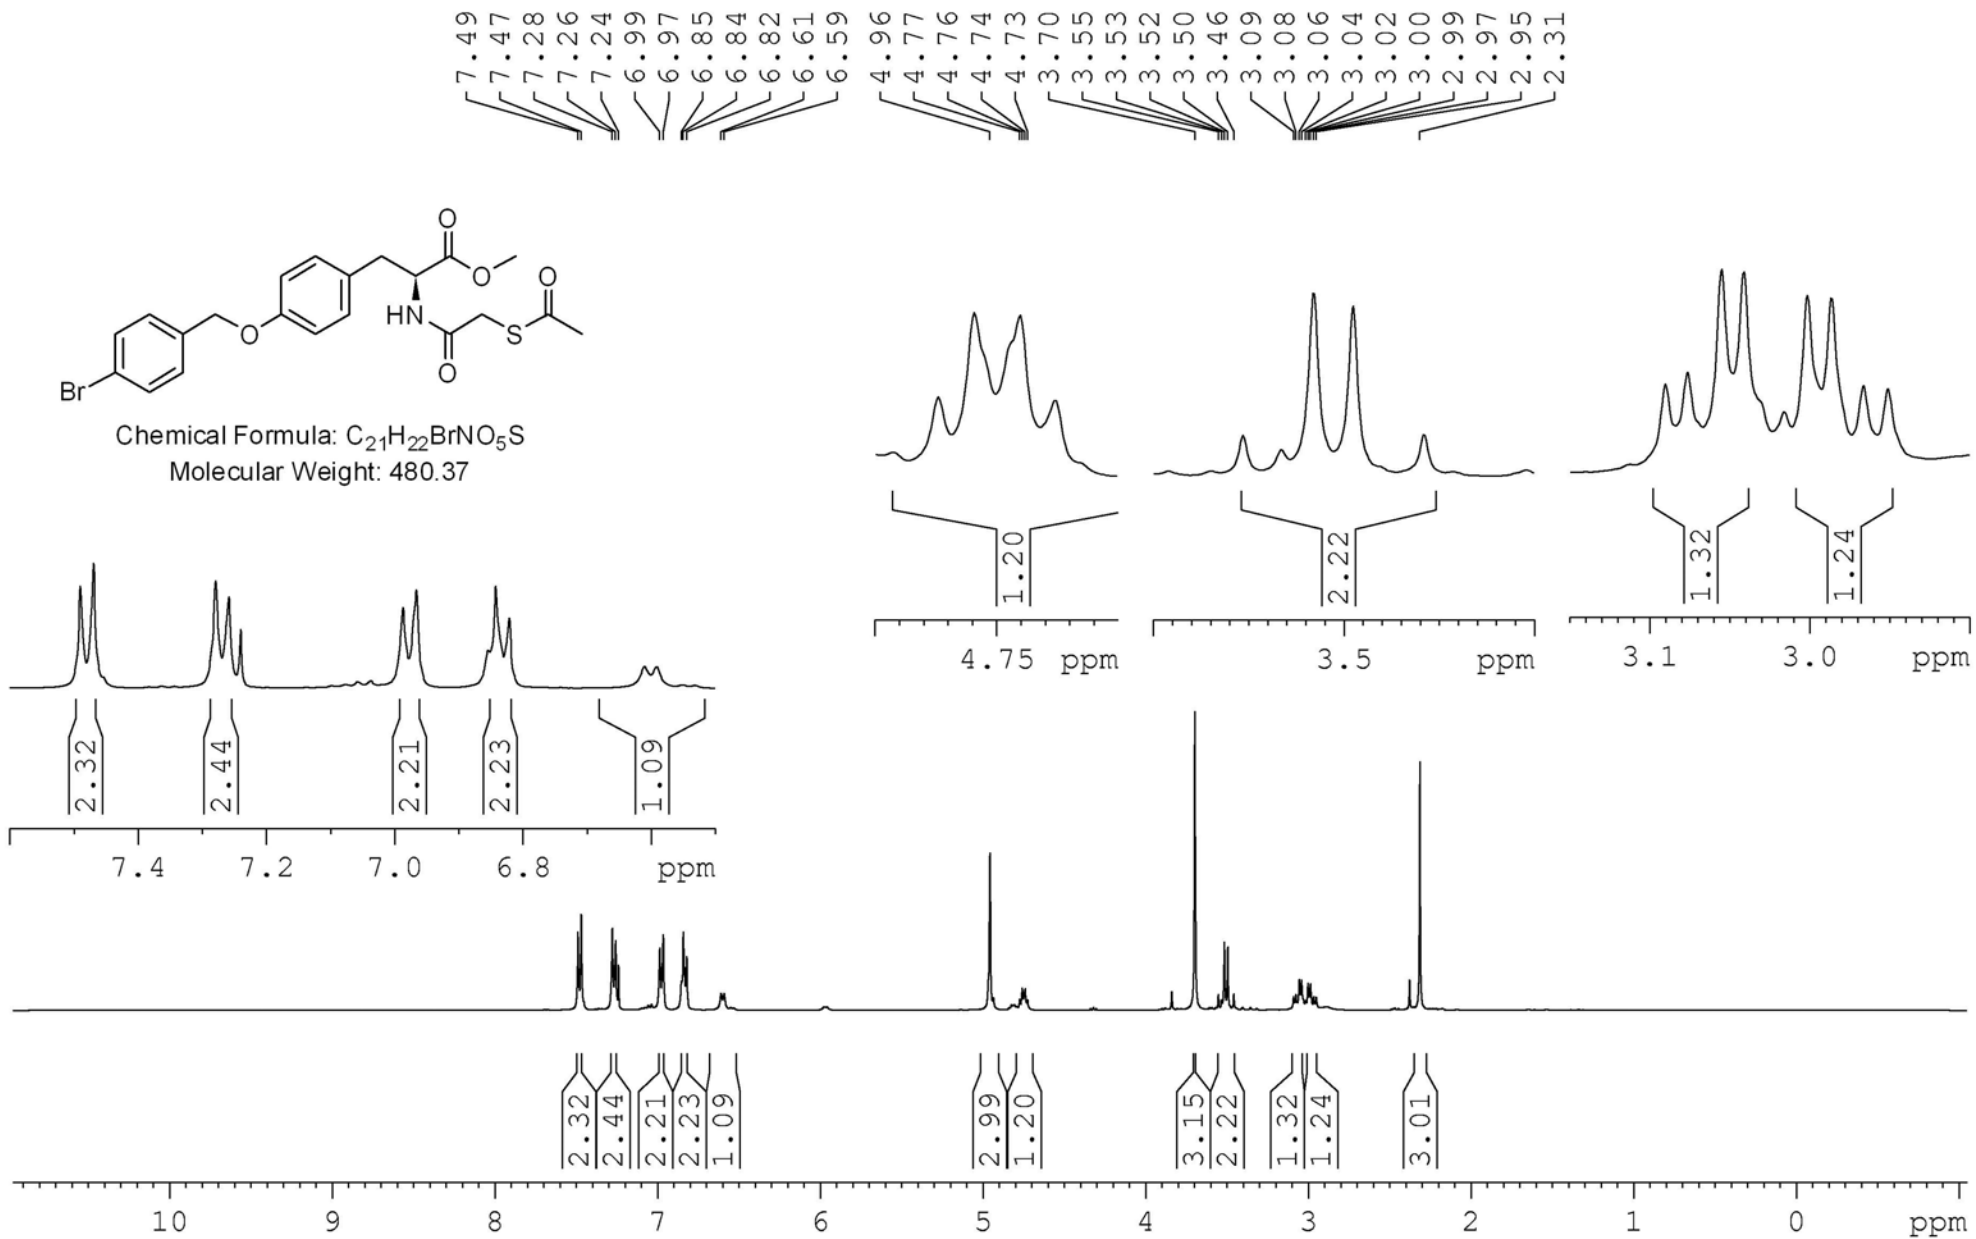 7.49 7.47 7.28 7.26 7.24 6.99 6.97 6.85 6.84 6.82 6.61 6.59 4.96 4.77 4.76 4.74 4.73 3.70 3.55 3.53 3.52 3.50 3.46 3.09 3.08 3.06 3.04 3.02 3.00 2.99 2.97 2.95 2.31
O
O
O
HN
S
O
O
Br
Chemical Formula: C21H22BrNO5S
Molecular Weight: 480.37
1.20 2.22 1.32 1.24
4.75 ppm 3.5 ppm 3.1 3.0 ppm
2.32 2.44 2.21 2.23 1.09
7.4 7.2 7.0 6.8 ppm
2.32 2.44 2.21 2.23 1.09 2.99 1.20 3.15 2.22 1.32 1.24 3.01
10 9 8 7 6 5 4 3 2 1 0 ppm